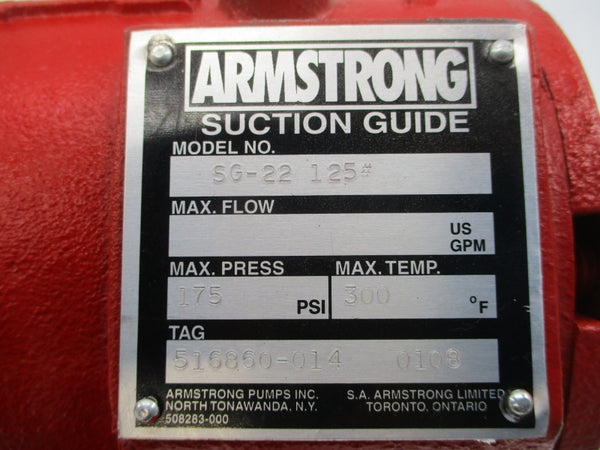 ARMSTRONG
SUCTION GUIDE
MODEL NO.
SG-22 125#
MAX. FLOW
US
GPM
MAX. PRESS MAX. TEMP.
175 PSI 300 °F
TAG
516860-014 0108
ARMSTRONG PUMPS INC. S.A. ARMSTRONG LIMITED
NORTH TONAWANDA, N.Y. TORONTO, ONTARIO
508283-000